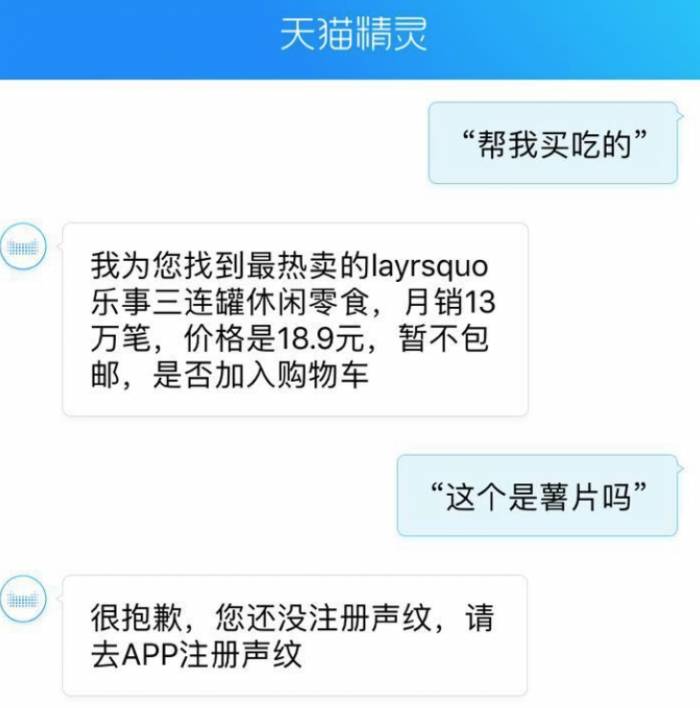 天猫精灵
“帮我买吃的”
我为您找到最热卖的layrsquo
乐事三连罐休闲零食，月销13
万笔，价格是18.9元，暂不包
邮，是否加入购物车
“这个是薯片吗”
很抱歉，您还没注册声纹，请
去APP注册声纹